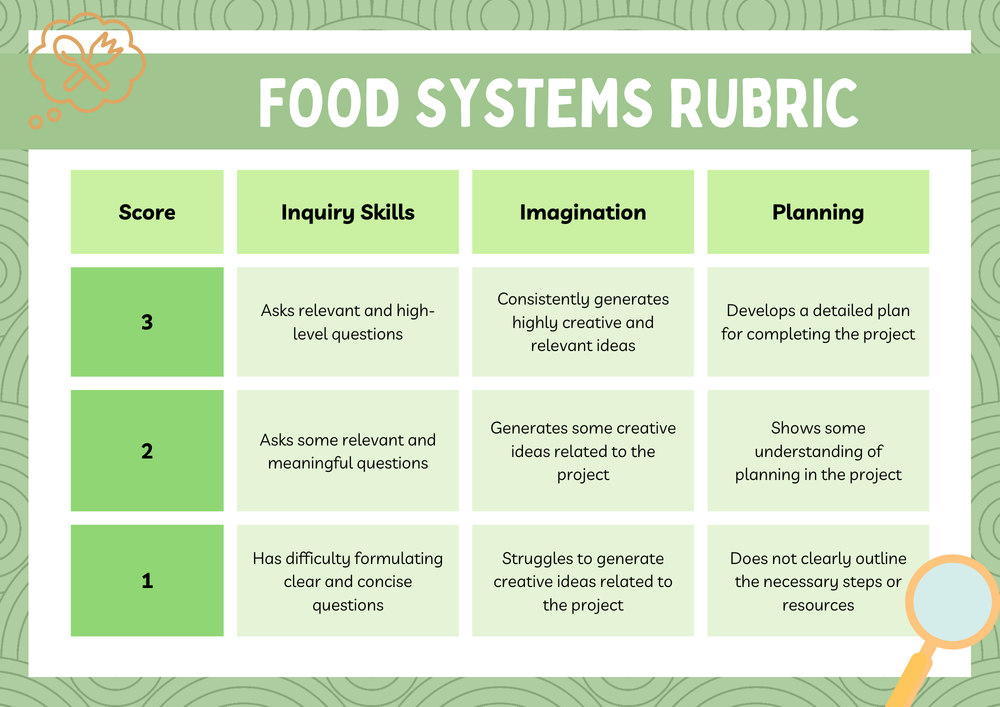 FOOD SYSTEMS RUBRIC
Score
Inquiry Skills
Imagination
Planning
3
Asks relevant and high-
level questions
Consistently generates
highly creative and
relevant ideas
Develops a detailed plan
for completing the project
2
Asks some relevant and
meaningful questions
Generates some creative
ideas related to the
project
Shows some
understanding of
planning in the project
1
Has difficulty formulating
clear and concise
questions
Struggles to generate
creative ideas related to
the project
Does not clearly outline
the necessary steps or
resources